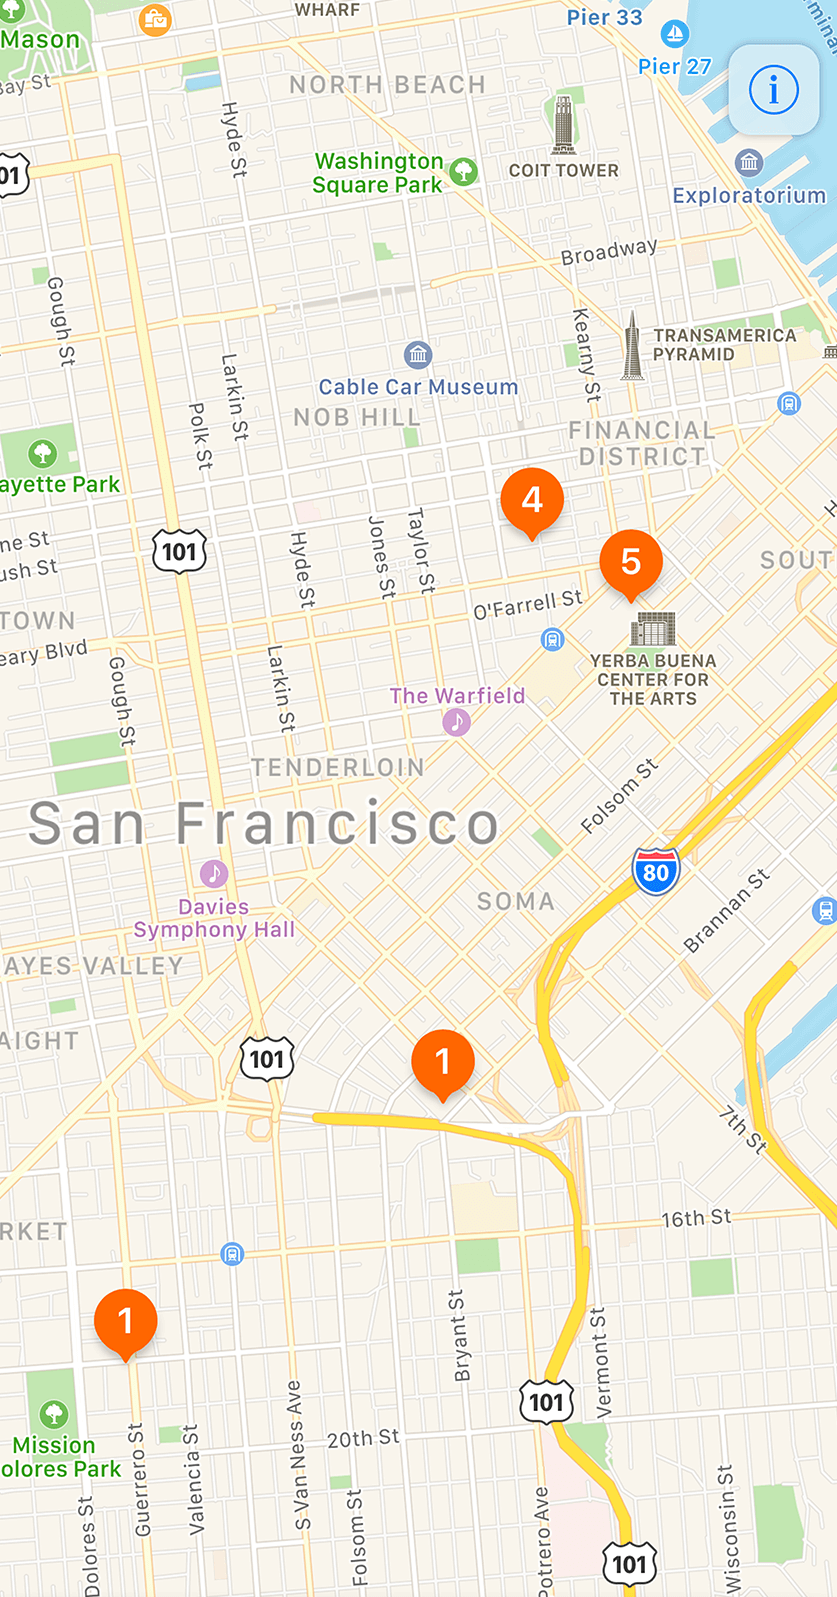 WHARF
Pier 33
Mason
Pier 27
Bay St
NORTH BEACH
i
Hyde St
Washington
Square Park
COIT TOWER
Exploratorium
01
Broadway
Gough St
Kearny St
TRANSAMERICA
PYRAMID
Larkin St
Cable Car Museum
Polk St
NOB HILL
FINANCIAL
DISTRICT
ayette Park
4
Taylor St
Jones St
ne St
101
Hyde St
5
SOUT
ush St
O'Farrell St
TOWN
eary Blvd
Gough St
Larkin St
YERBA BUENA
CENTER FOR
THE ARTS
The Warfield
TENDERLOIN
Folsom St
San Francisco
80
Davies
Symphony Hall
SOMA
Brannan St
AYES VALLEY
AIGHT
101
1
7th St
16th St
RKET
1
Bryant St
Vermont St
101
Mission
olores Park
20th St
Guerrero St
Valencia St
S Van Ness Ave
Dolores St
Folsom St
Potrero Ave
Wisconsin St
101